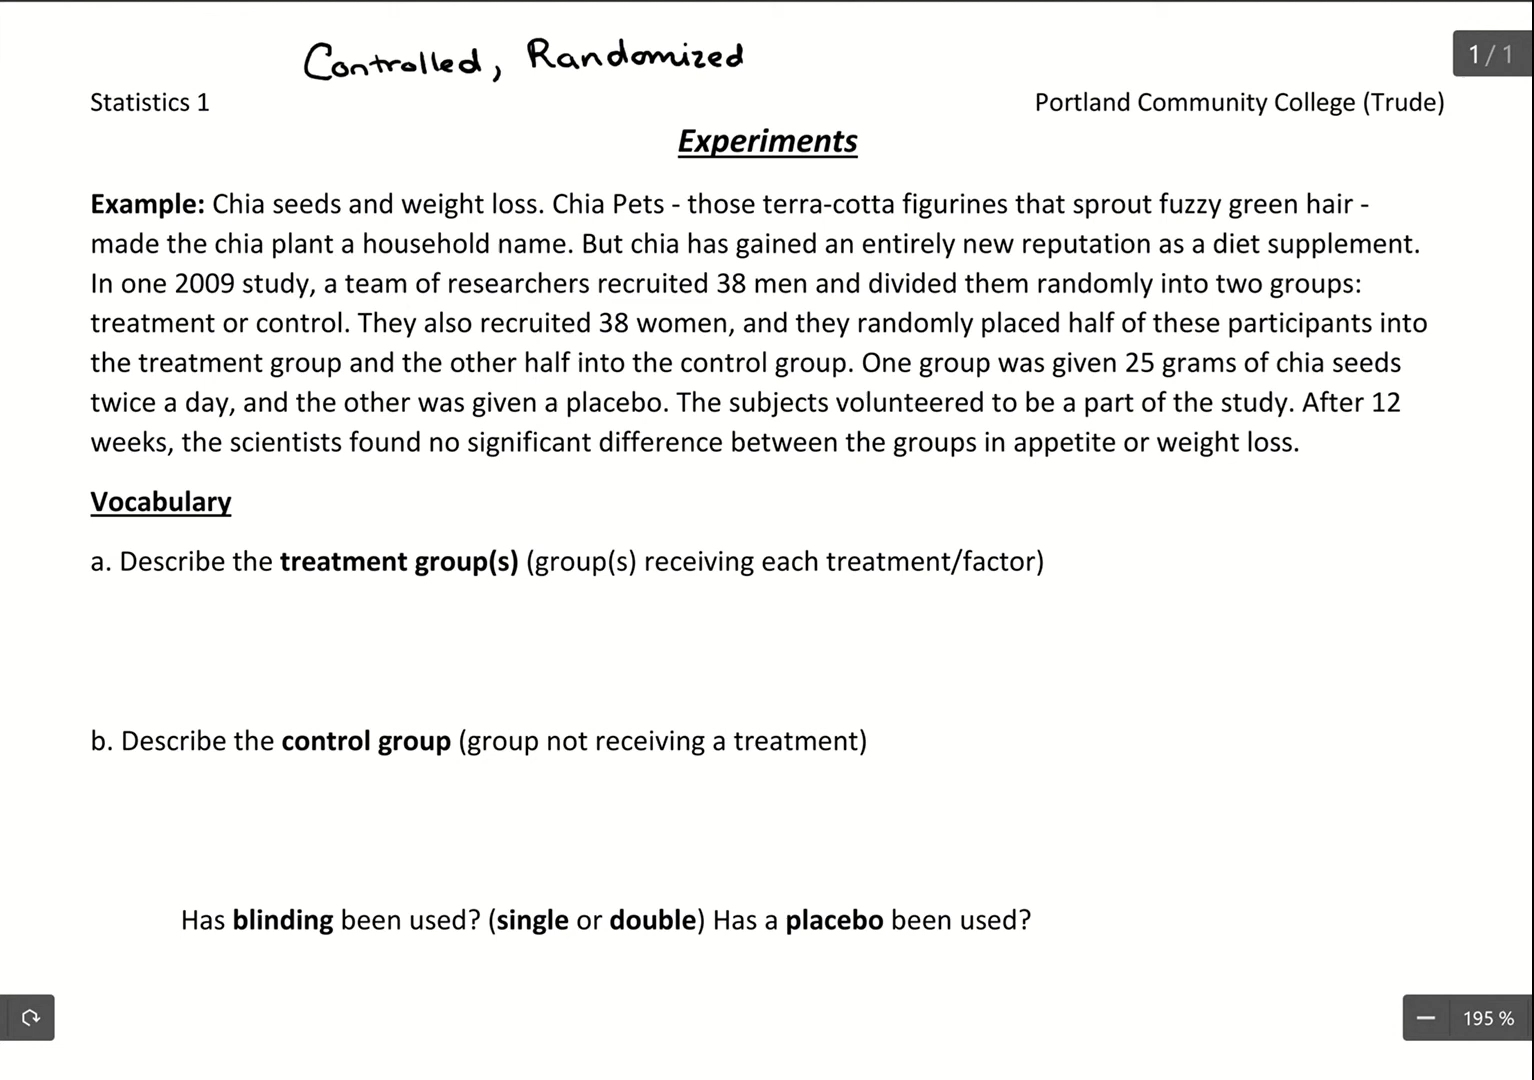 Controlled, Randomized
1 / 1
Statistics 1 Portland Community College (Trude)
Experiments
Example: Chia seeds and weight loss. Chia Pets - those terra-cotta figurines that sprout fuzzy green hair -
made the chia plant a household name. But chia has gained an entirely new reputation as a diet supplement.
In one 2009 study, a team of researchers recruited 38 men and divided them randomly into two groups:
treatment or control. They also recruited 38 women, and they randomly placed half of these participants into
the treatment group and the other half into the control group. One group was given 25 grams of chia seeds
twice a day, and the other was given a placebo. The subjects volunteered to be a part of the study. After 12
weeks, the scientists found no significant difference between the groups in appetite or weight loss.
Vocabulary
a. Describe the treatment group(s) (group(s) receiving each treatment/factor)
b. Describe the control group (group not receiving a treatment)
Has blinding been used? (single or double) Has a placebo been used?
195 %